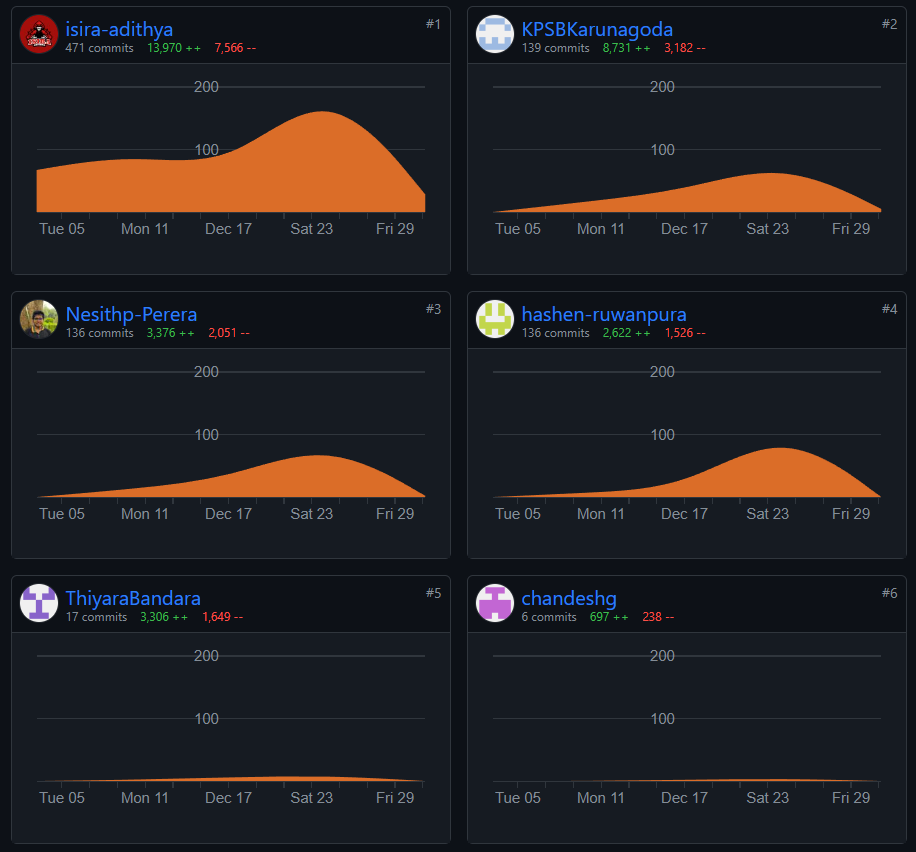 isira-adithya #1
471 commits 13,970 ++ 7,566 --
200
100
Tue 05 Mon 11 Dec 17 Sat 23 Fri 29
KPSBKarunagoda #2
139 commits 8,731 ++ 3,182 --
200
100
Tue 05 Mon 11 Dec 17 Sat 23 Fri 29
Nesithp-Perera #3
136 commits 3,376 ++ 2,051 --
200
100
Tue 05 Mon 11 Dec 17 Sat 23 Fri 29
hashen-ruwanpura #4
136 commits 2,622 ++ 1,526 --
200
100
Tue 05 Mon 11 Dec 17 Sat 23 Fri 29
ThiyaraBandara #5
17 commits 3,306 ++ 1,649 --
200
100
Tue 05 Mon 11 Dec 17 Sat 23 Fri 29
chandeshg #6
6 commits 697 ++ 238 --
200
100
Tue 05 Mon 11 Dec 17 Sat 23 Fri 29